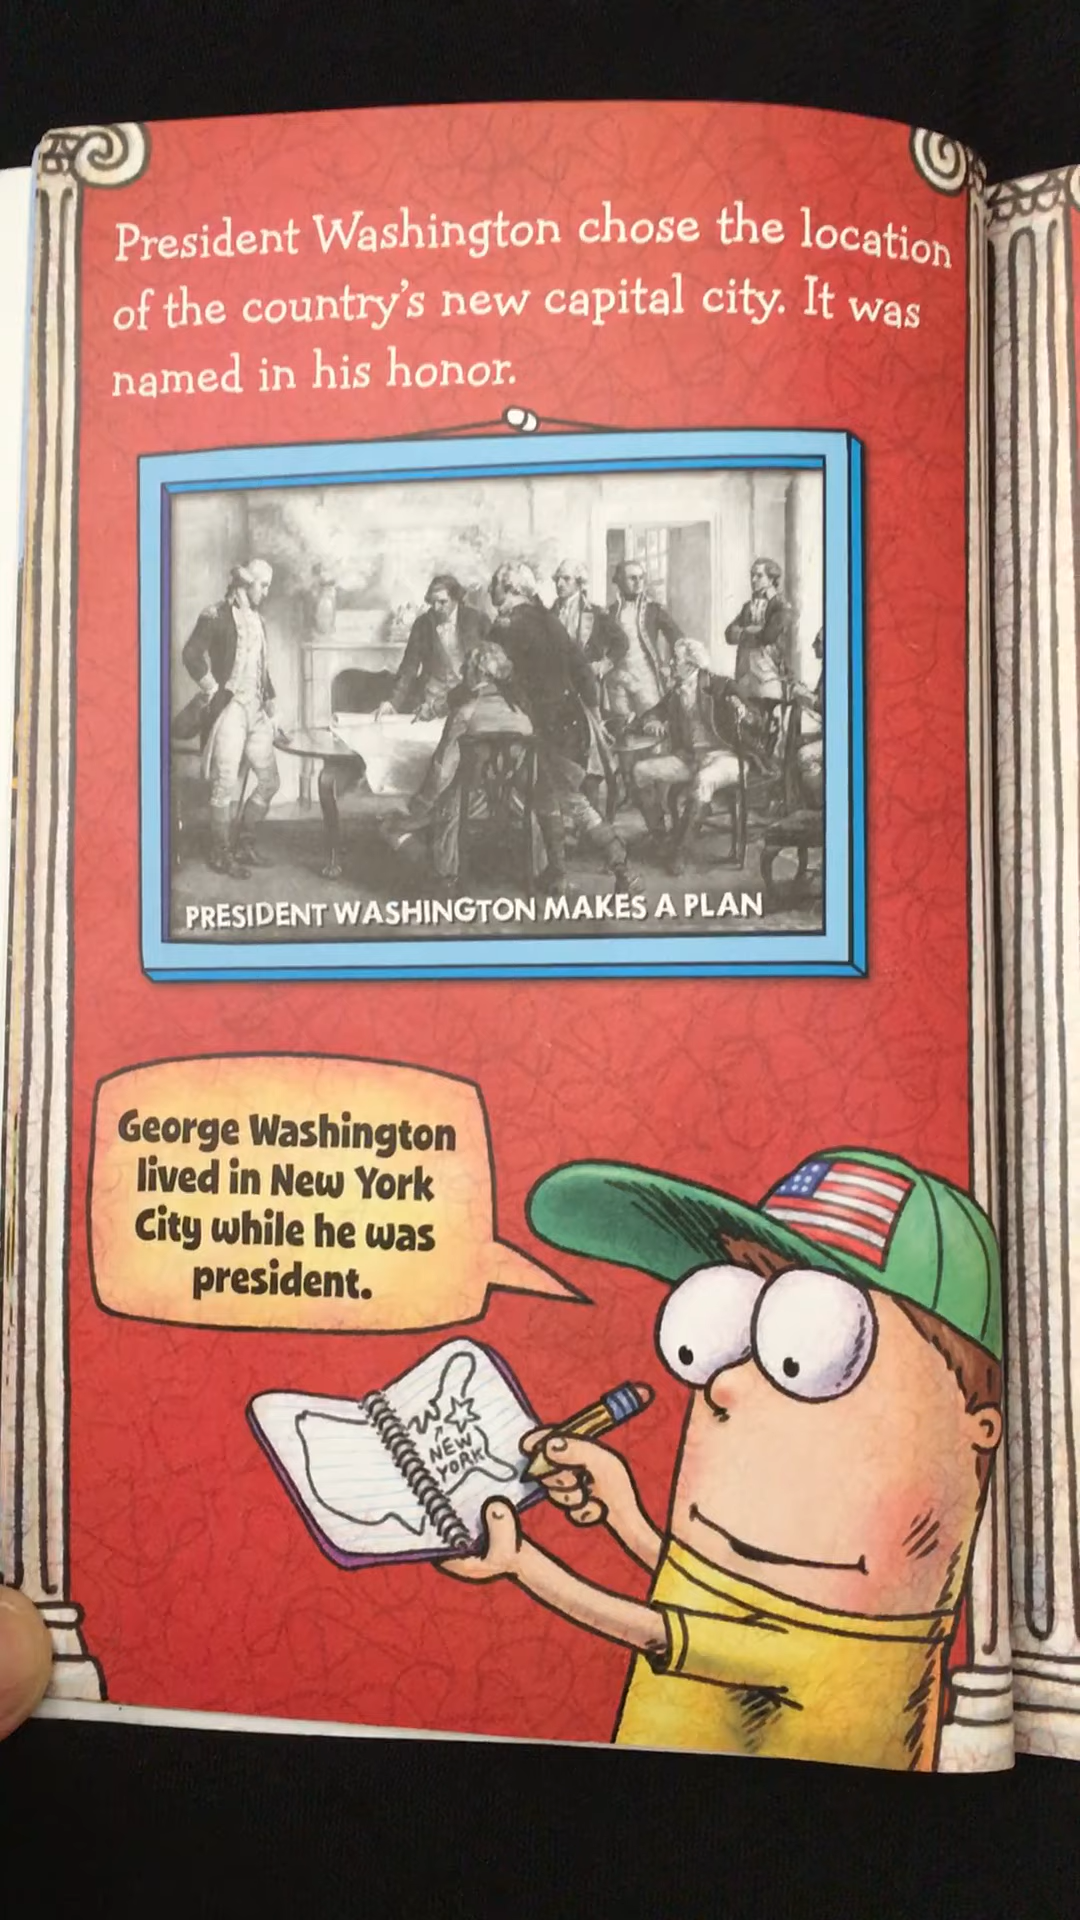 President Washington chose the location
of the country's new capital city. It was
named in his honor.
PRESIDENT WASHINGTON MAKES A PLAN
George Washington
lived in New York
City while he was
president.
NEW
YORK